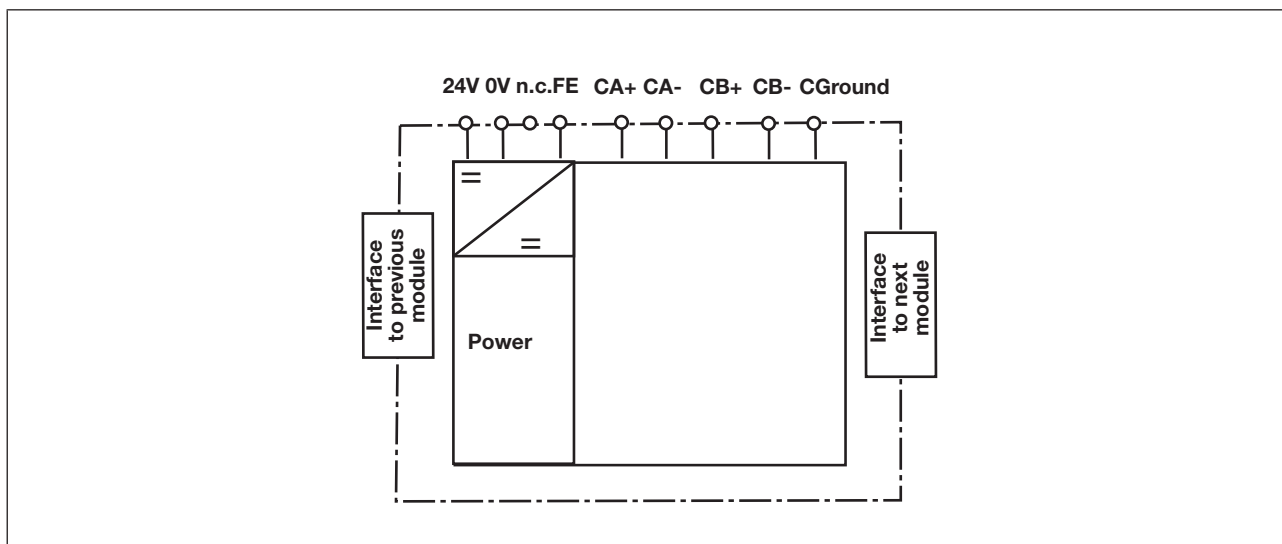 24V 0V n.c.FE CA+ CA- CB+ CB- CGround
Interface
to previous
module
Power
Interface
to next
module